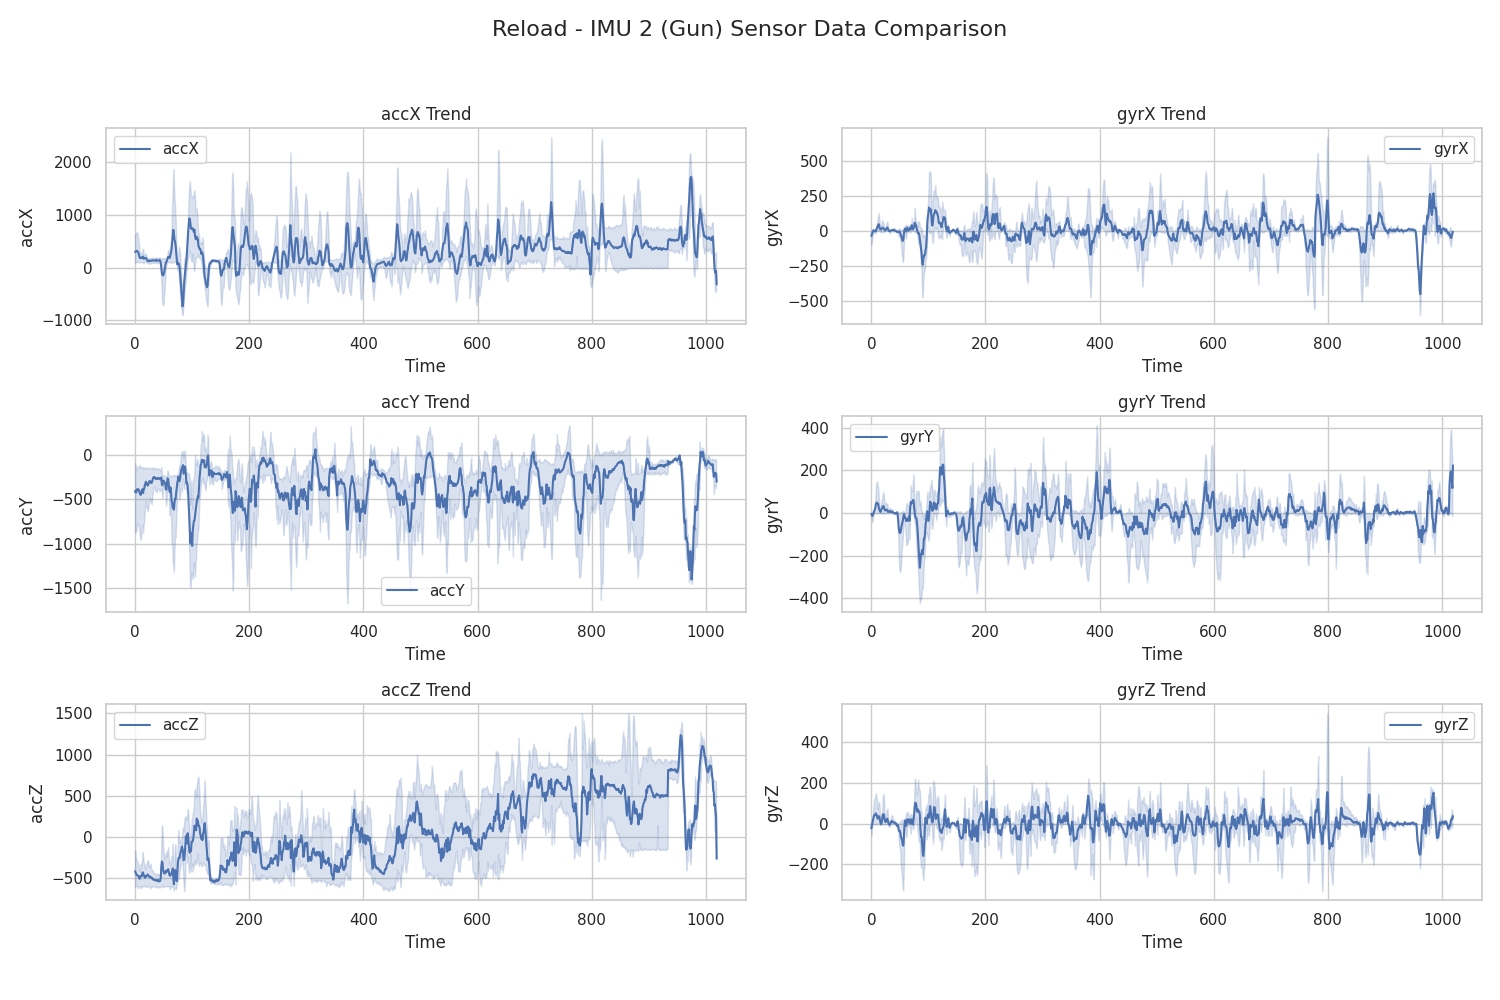 Reload - IMU 2 (Gun) Sensor Data Comparison
accX Trend
accX
2000
1000
0
−1000
0 200 400 600 800 1000
Time
accX
gyrX Trend
gyrX
500
250
0
−250
−500
0 200 400 600 800 1000
Time
gyrX
accY Trend
accY
0
−500
−1000
−1500
0 200 400 600 800 1000
Time
accY
gyrY Trend
gyrY
400
200
0
−200
−400
0 200 400 600 800 1000
Time
gyrY
accZ Trend
accZ
1500
1000
500
0
−500
0 200 400 600 800 1000
Time
accZ
gyrZ Trend
gyrZ
400
200
0
−200
0 200 400 600 800 1000
Time
gyrZ